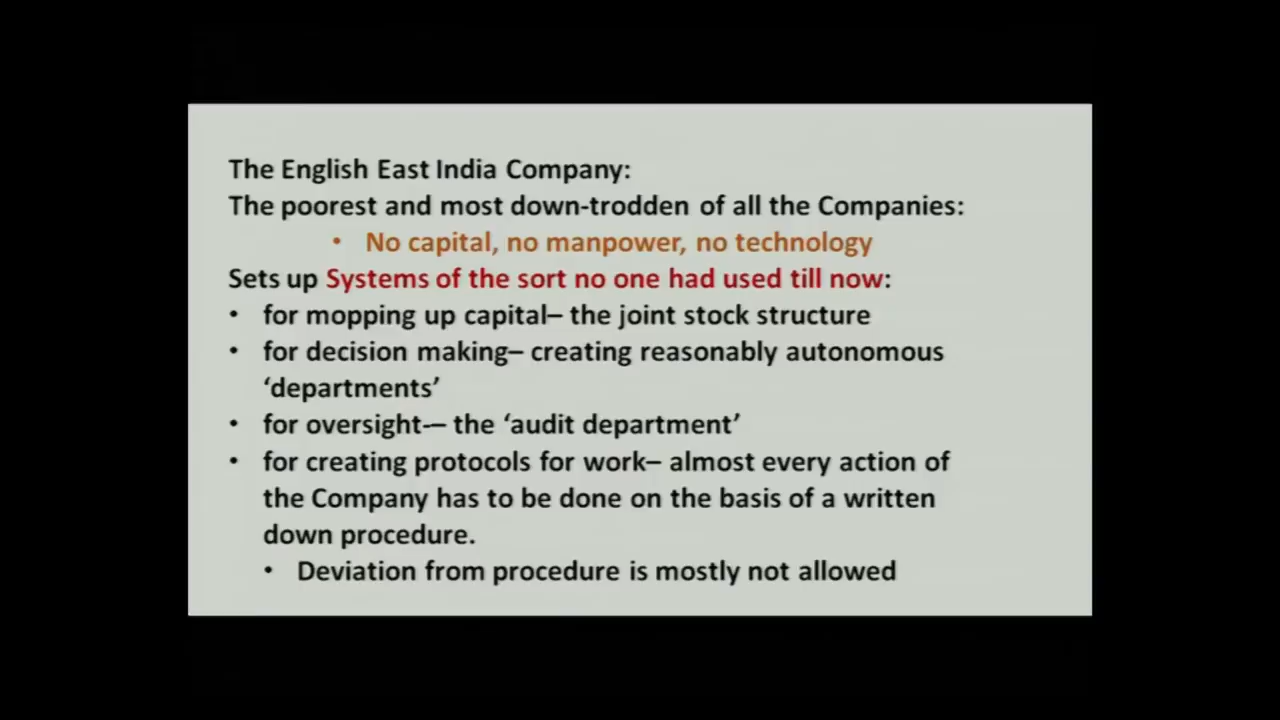 The English East India Company:
The poorest and most down-trodden of all the Companies:
• No capital, no manpower, no technology
Sets up Systems of the sort no one had used till now:
• for mopping up capital– the joint stock structure
• for decision making– creating reasonably autonomous
‘departments’
• for oversight-– the ‘audit department’
• for creating protocols for work– almost every action of
the Company has to be done on the basis of a written
down procedure.
• Deviation from procedure is mostly not allowed